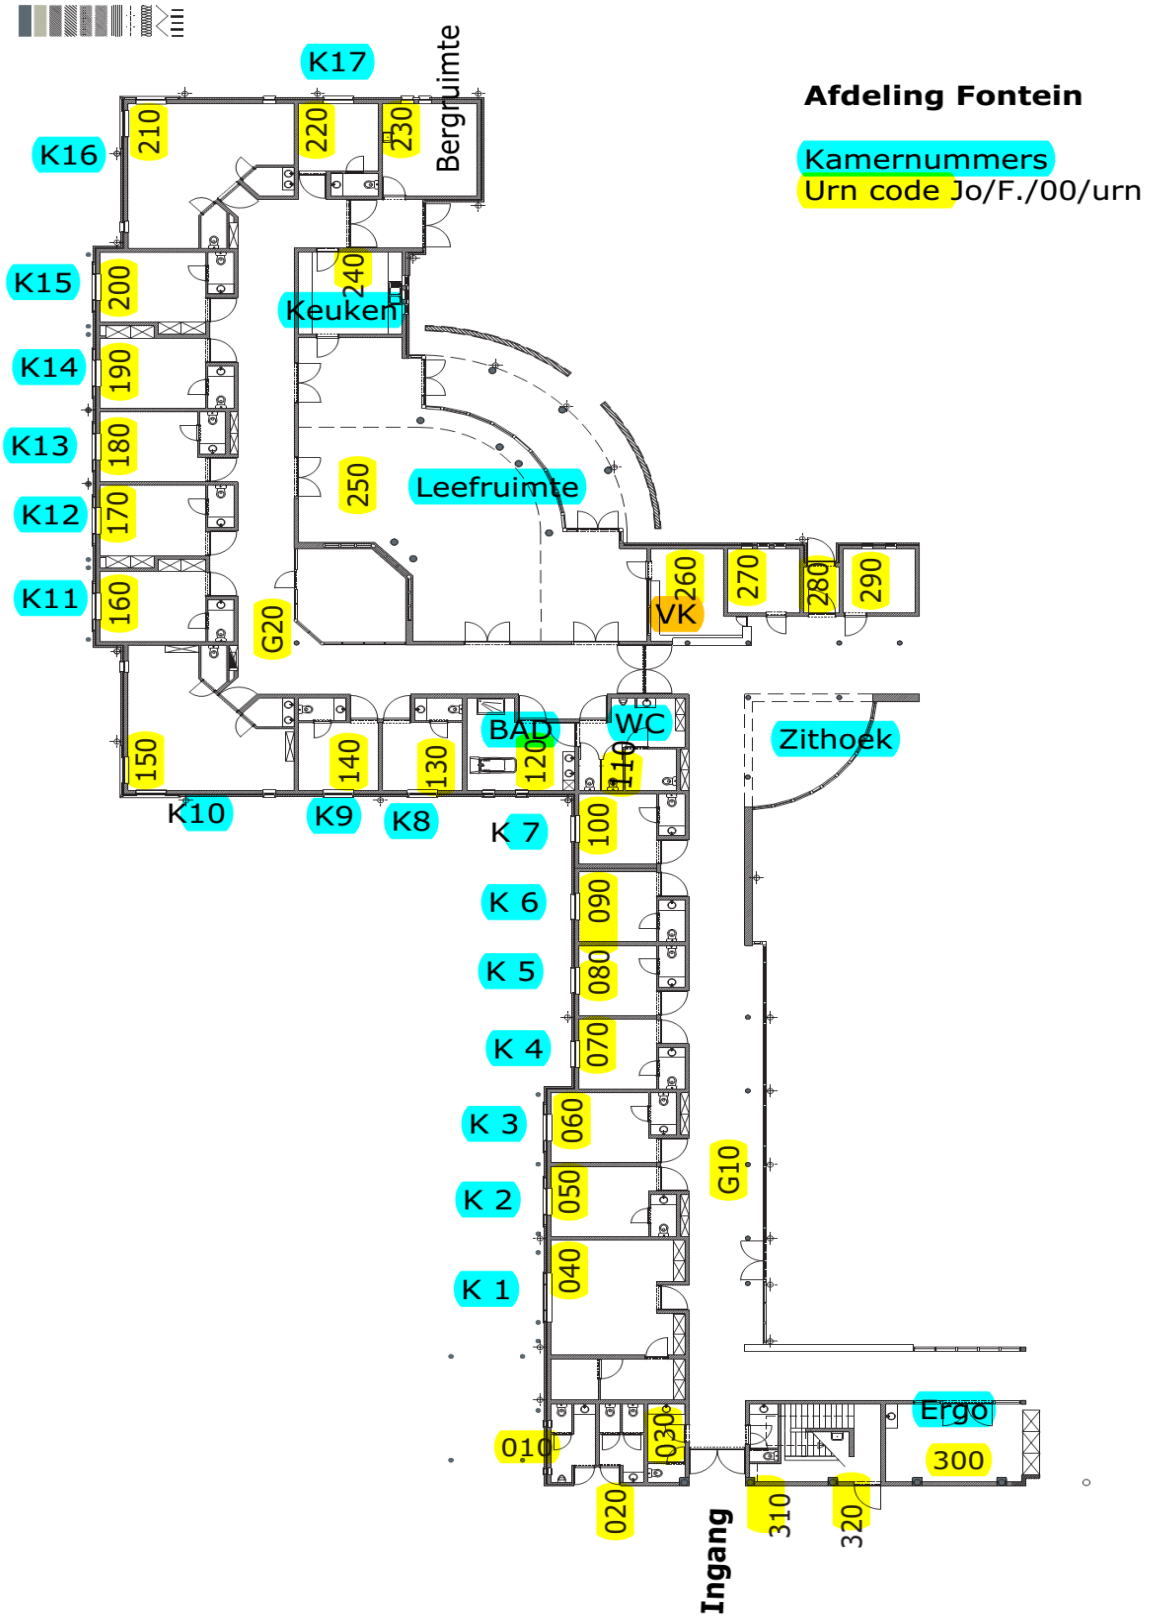 K17
Bergruimte
Afdeling Fontein
210
220
230
K16
Kamernummers
Urn code Jo/F./00/urn
240
K15
200
Keuken
K14
190
K13
180
250
Leefruimte
K12
170
260
270
280
290
K11
160
VK
G20
150
140
130
BAD
120
WC
110
Zithoek
K10
K9
K8
K 7
100
K 6
090
K 5
080
K 4
070
K 3
060
G10
K 2
050
K 1
040
Ergo
010
030
300
020
310
320
Ingang